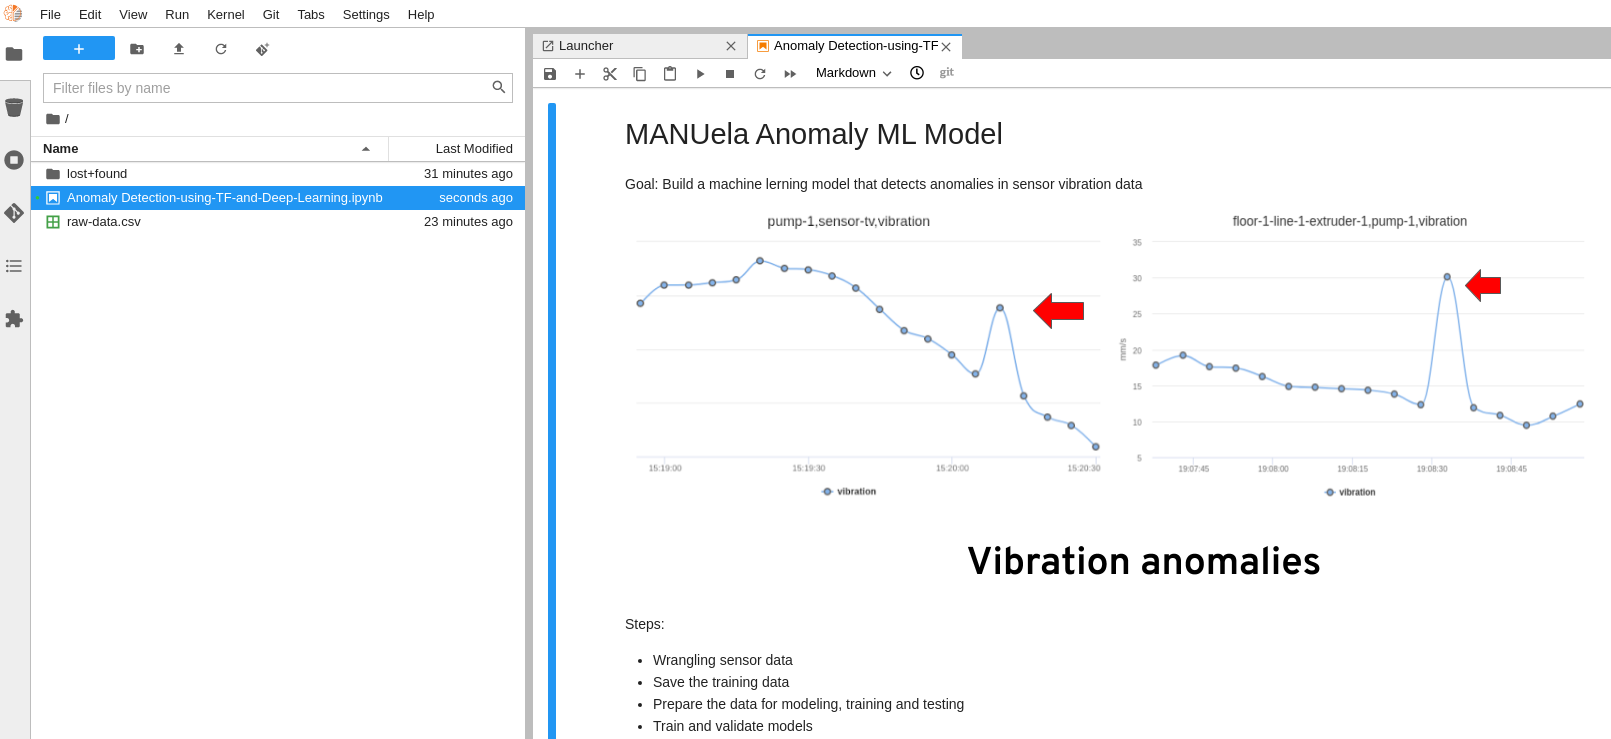 File Edit View Run Kernel Git Tabs Settings Help
Filter files by name
/
Name Last Modified
lost+found 31 minutes ago
Anomaly Detection-using-TF-and-Deep-Learning.ipynb seconds ago
raw-data.csv 23 minutes ago
Launcher
Anomaly Detection-using-TF
Markdown
git
MANUela Anomaly ML Model
Goal: Build a machine lerning model that detects anomalies in sensor vibration data
pump-1,sensor-tv,vibration
15:19:00 15:19:30 15:20:00 15:20:30
vibration
floor-1-line-1-extruder-1,pump-1,vibration
mm/s
35
30
25
20
15
10
5
19:07:45 19:08:00 19:08:15 19:08:30 19:08:45
vibration
Vibration anomalies
Steps:
Wrangling sensor data
Save the training data
Prepare the data for modeling, training and testing
Train and validate models